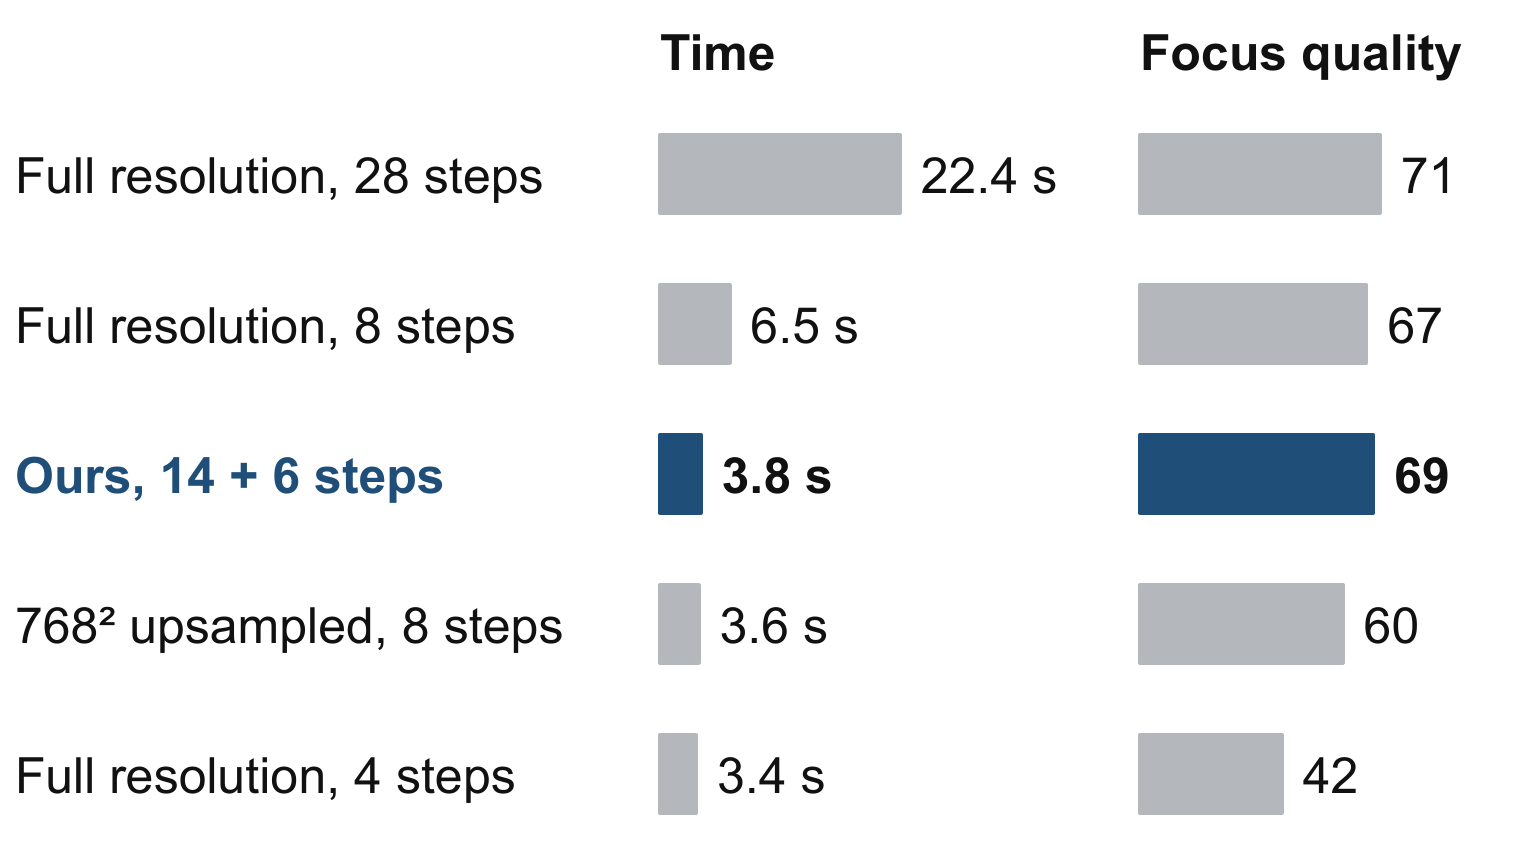 Time Focus quality
Full resolution, 28 steps 22.4 s 71
Full resolution, 8 steps 6.5 s 67
Ours, 14 + 6 steps 3.8 s 69
768² upsampled, 8 steps 3.6 s 60
Full resolution, 4 steps 3.4 s 42